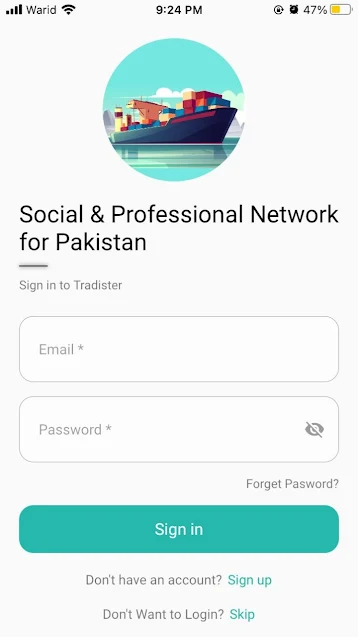 Warid 9:24 PM 47%
Social & Professional Network
for Pakistan
Sign in to Tradister
Email *
Password *
Forget Pasword?
Sign in
Don't have an account? Sign up
Don't Want to Login? Skip